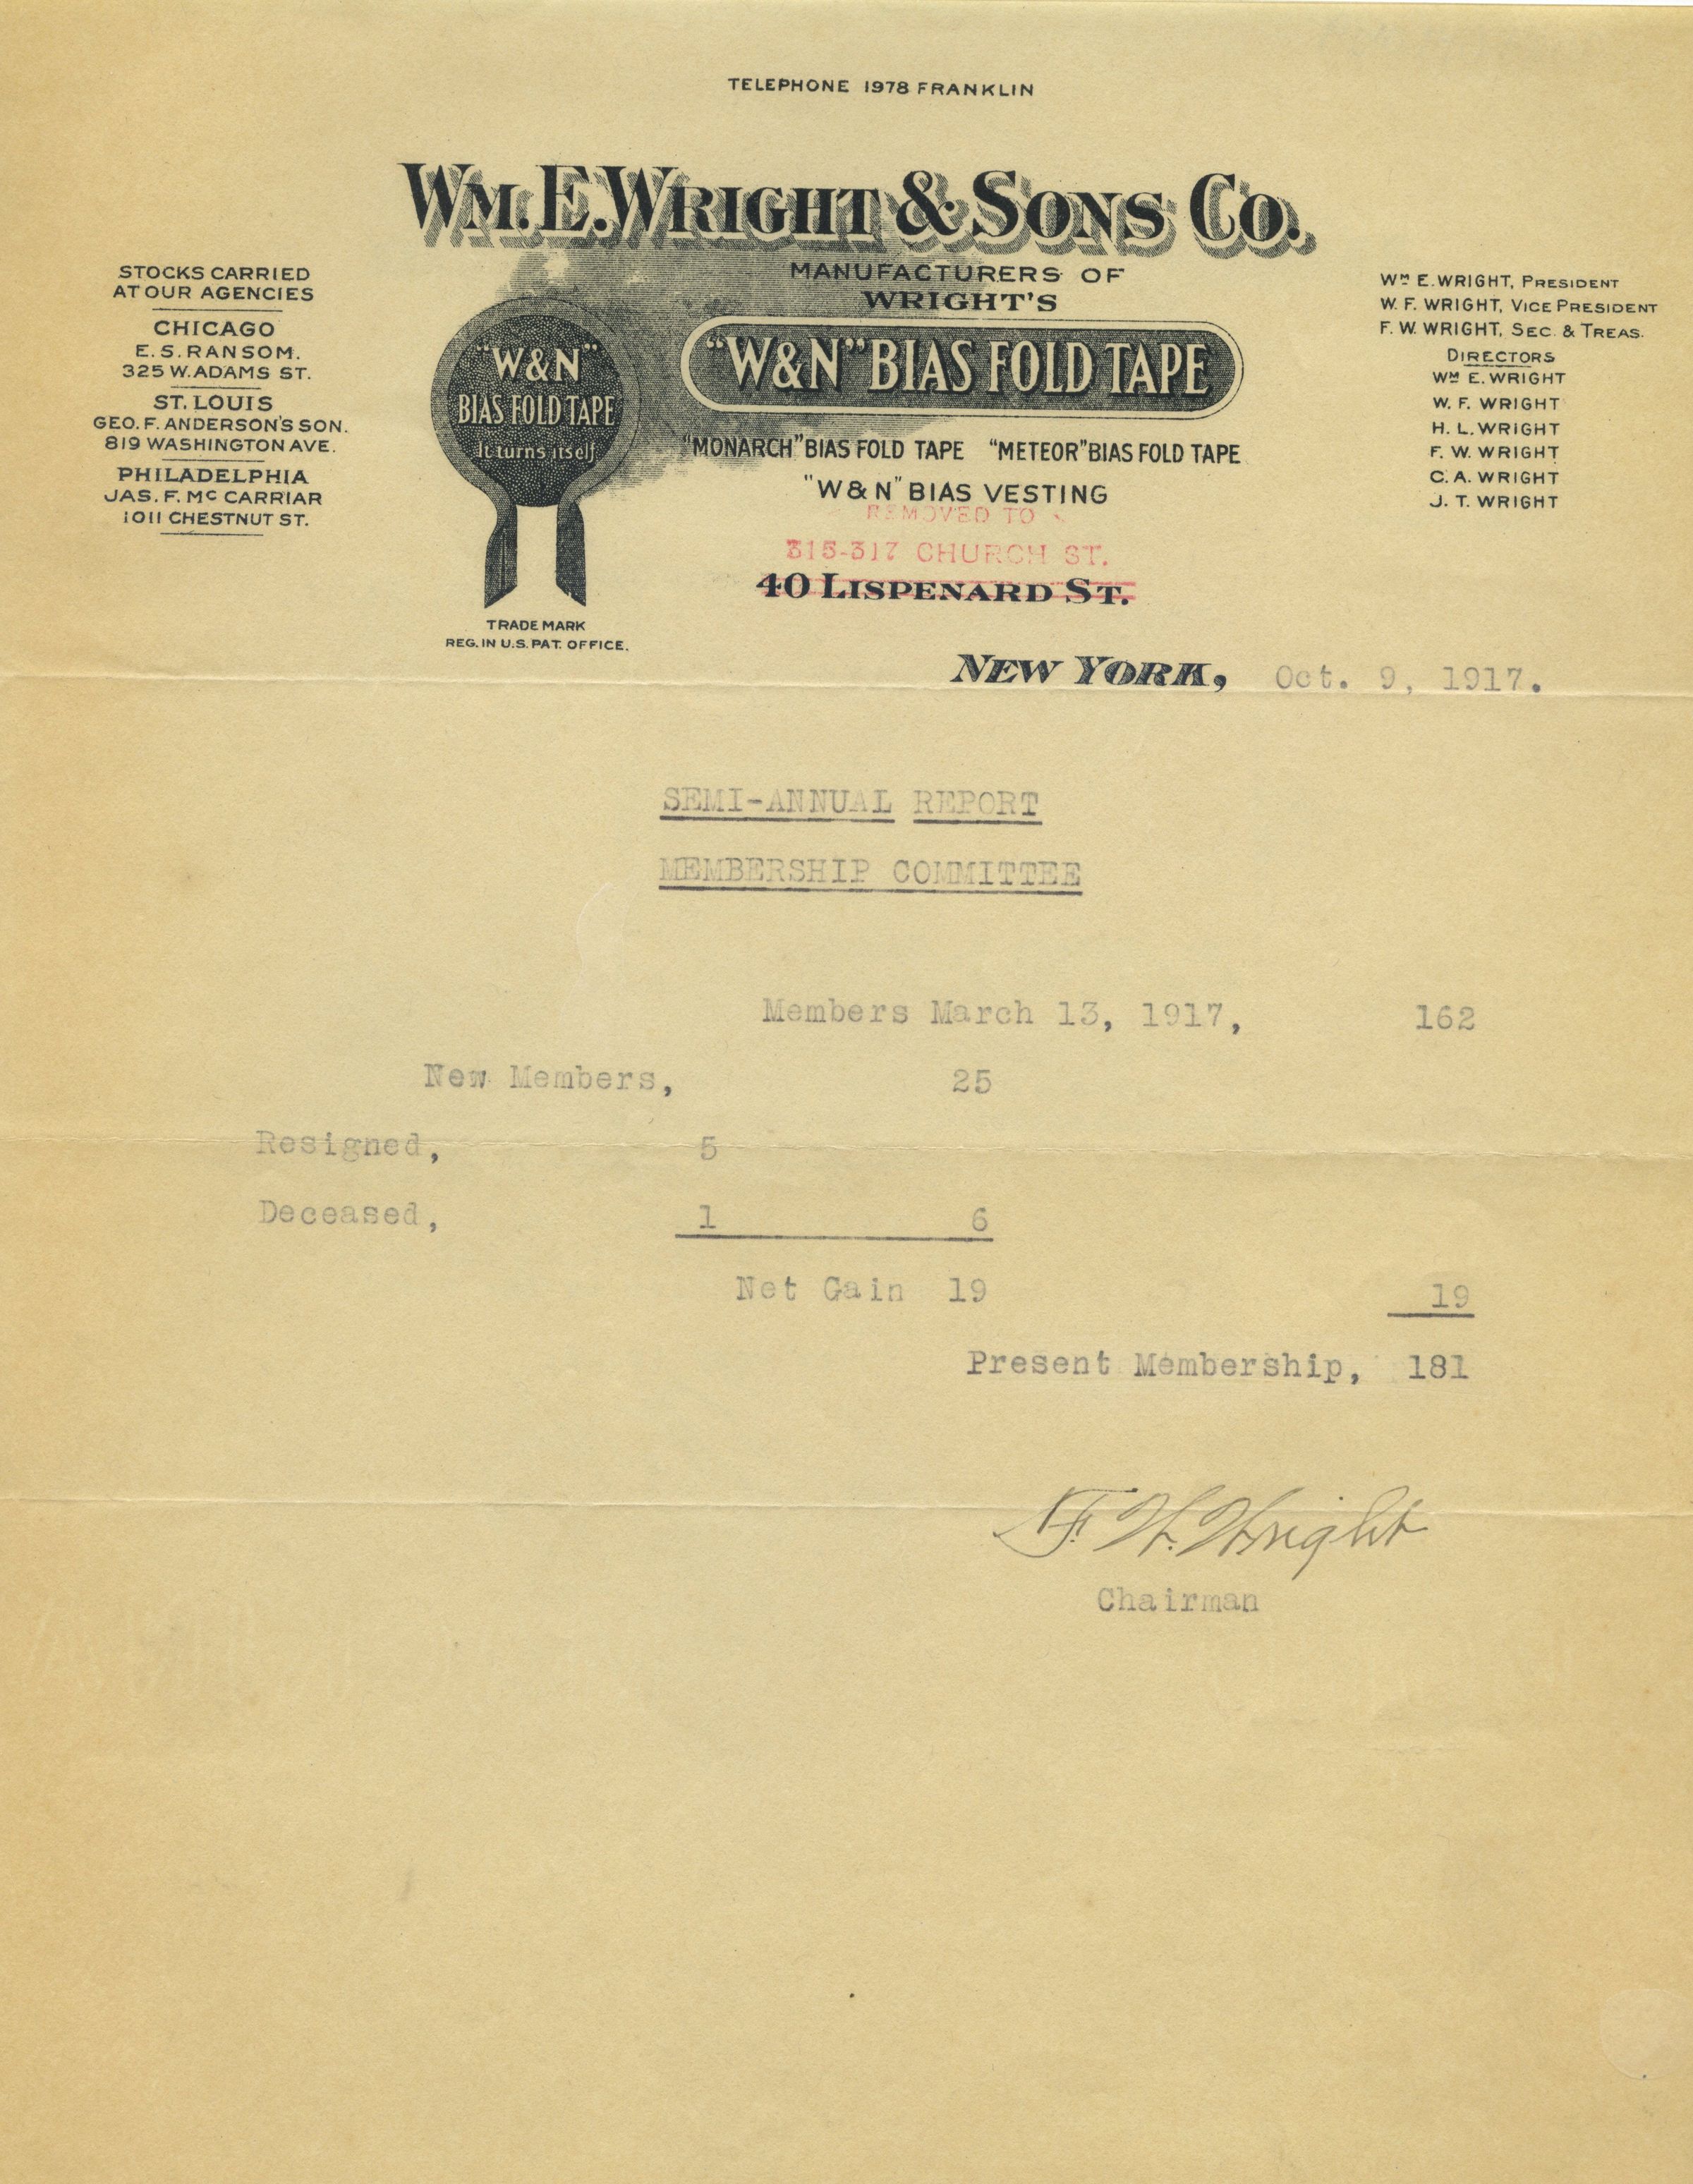 TELEPHONE 1978 FRANKLIN
WM. E. WRIGHT & SONS CO.
MANUFACTURERS OF
WRIGHT'S
"W&N" BIAS FOLD TAPE
"MONARCH" BIAS FOLD TAPE "METEOR" BIAS FOLD TAPE
"W&N" BIAS VESTING
REMOVED TO
315-317 CHURCH ST.
40 LISPENARD ST.
STOCKS CARRIED
AT OUR AGENCIES
CHICAGO
E. S. RANSOM.
325 W. ADAMS ST.
ST. LOUIS
GEO. F. ANDERSON'S SON.
819 WASHINGTON AVE.
PHILADELPHIA
JAS. F. Mc CARRIAR
1011 CHESTNUT ST.
"W&N"
BIAS FOLD TAPE
It turns itself
TRADE MARK
REG. IN U.S. PAT. OFFICE.
WM E. WRIGHT, PRESIDENT
W. F. WRIGHT, VICE PRESIDENT
F. W. WRIGHT, SEC. & TREAS.
DIRECTORS
WM E. WRIGHT
W. F. WRIGHT
H. L. WRIGHT
F. W. WRIGHT
C. A. WRIGHT
J. T. WRIGHT
NEW YORK, Oct. 9, 1917.
SEMI-ANNUAL REPORT
MEMBERSHIP COMMITTEE
Members March 13, 1917, 162
New Members, 25
Resigned, 5
Deceased, 1 6
Net Gain 19 19
Present Membership, 181
F. W. Wright
Chairman